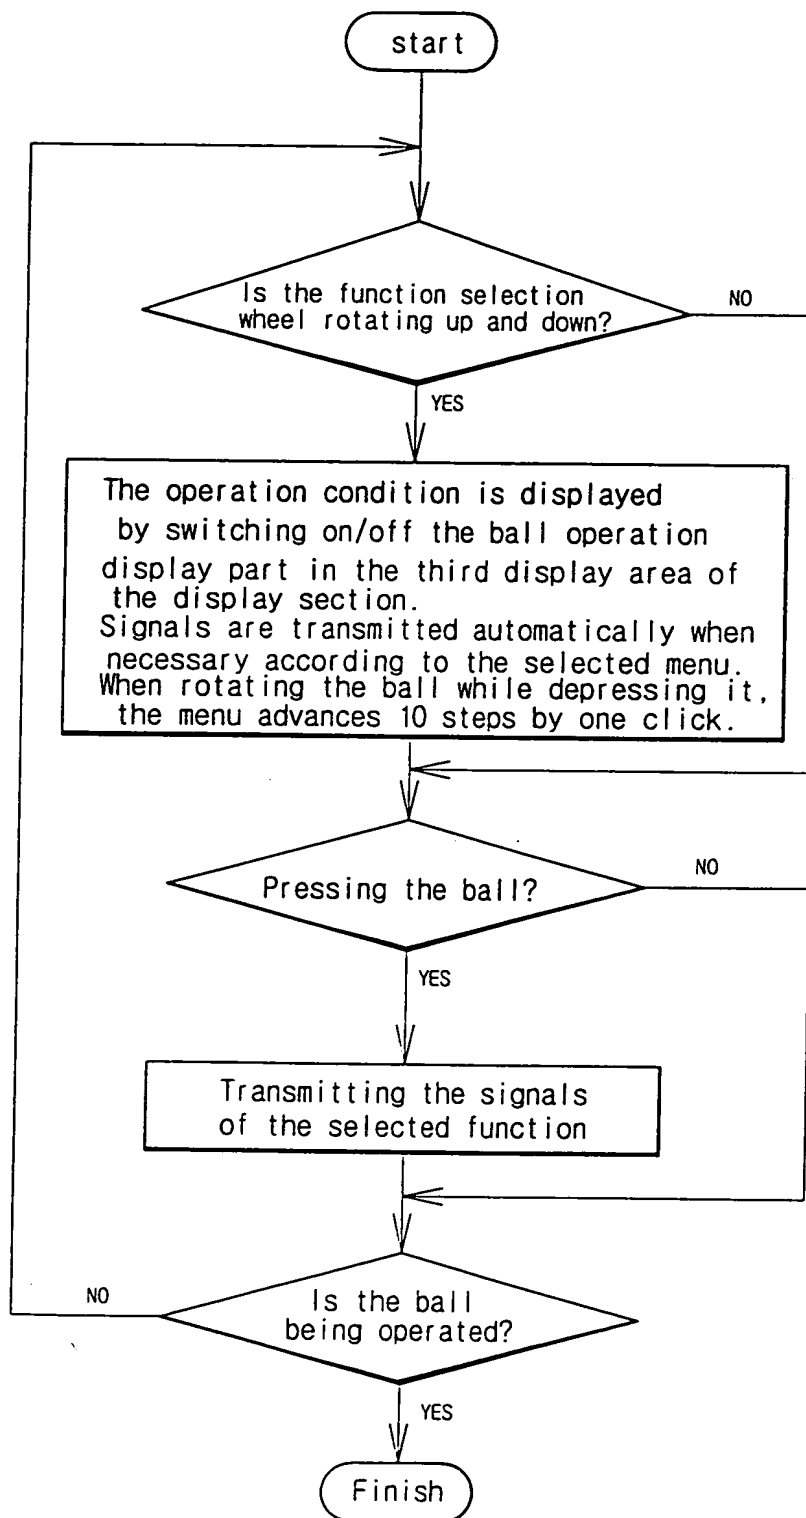 start
Is the function selection
wheel rotating up and down?
NO
YES
The operation condition is displayed
by switching on/off the ball operation
display part in the third display area of
the display section.
Signals are transmitted automatically when
necessary according to the selected menu.
When rotating the ball while depressing it,
the menu advances 10 steps by one click.
Pressing the ball?
NO
YES
Transmitting the signals
of the selected function
NO
Is the ball
being operated?
YES
Finish